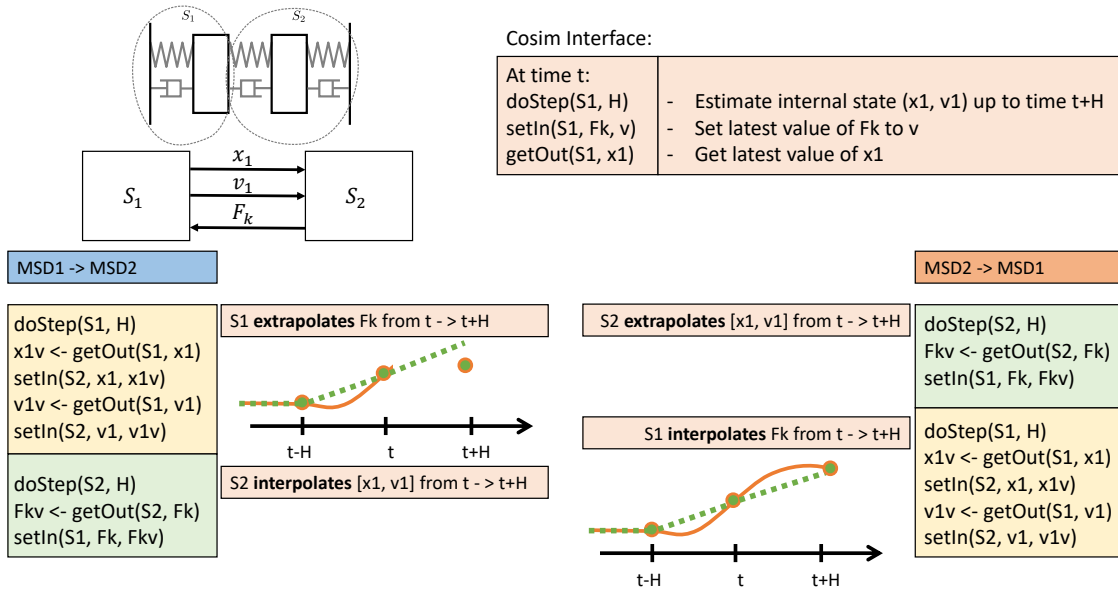 S₁
S₂
Cosim Interface:
At time t:
doStep(S1, H)
- Estimate internal state (x1, v1) up to time t+H
setIn(S1, Fk, v)
- Set latest value of Fk to v
getOut(S1, x1)
- Get latest value of x1
S₁
x₁
v₁
Fₖ
S₂
MSD1 -> MSD2
doStep(S1, H)
x1v <- getOut(S1, x1)
setIn(S2, x1, x1v)
v1v <- getOut(S1, v1)
setIn(S2, v1, v1v)
doStep(S2, H)
Fkv <- getOut(S2, Fk)
setIn(S1, Fk, Fkv)
S1 extrapolates Fk from t - > t+H
t-H
t
t+H
S2 interpolates [x1, v1] from t - > t+H
MSD2 -> MSD1
S2 extrapolates [x1, v1] from t - > t+H
S1 interpolates Fk from t - > t+H
t-H
t
t+H
doStep(S2, H)
Fkv <- getOut(S2, Fk)
setIn(S1, Fk, Fkv)
doStep(S1, H)
x1v <- getOut(S1, x1)
setIn(S2, x1, x1v)
v1v <- getOut(S1, v1)
setIn(S2, v1, v1v)